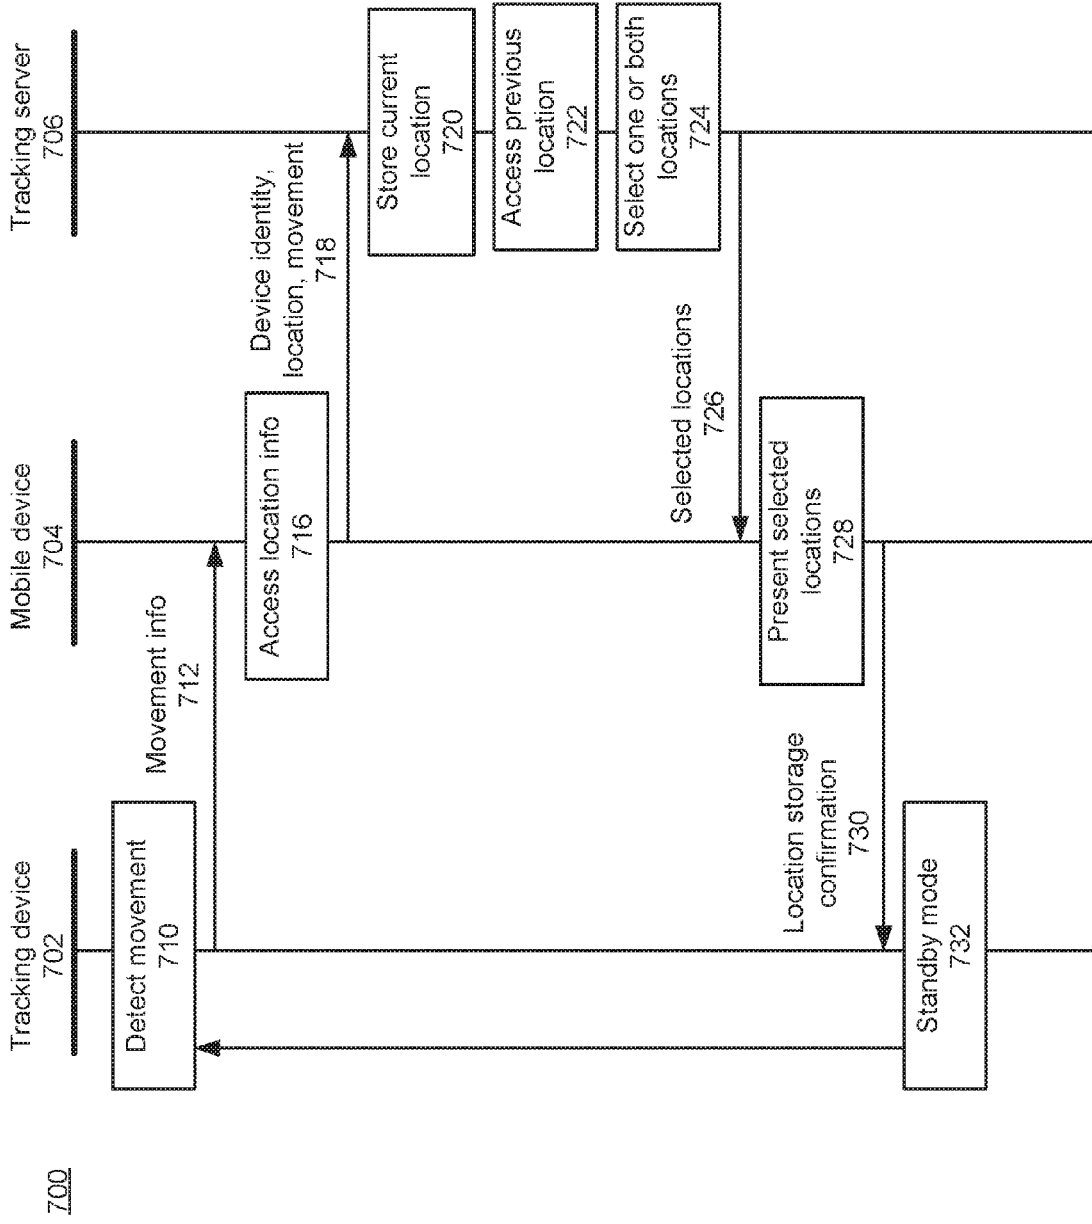 700
Tracking device
702
Mobile device
704
Tracking server
706
Detect movement
710
Movement info
712
Access location info
716
Device identity,
location, movement
718
Store current
location
720
Access previous
location
722
Select one or both
locations
724
Selected locations
726
Present selected
locations
728
Location storage
confirmation
730
Standby mode
732